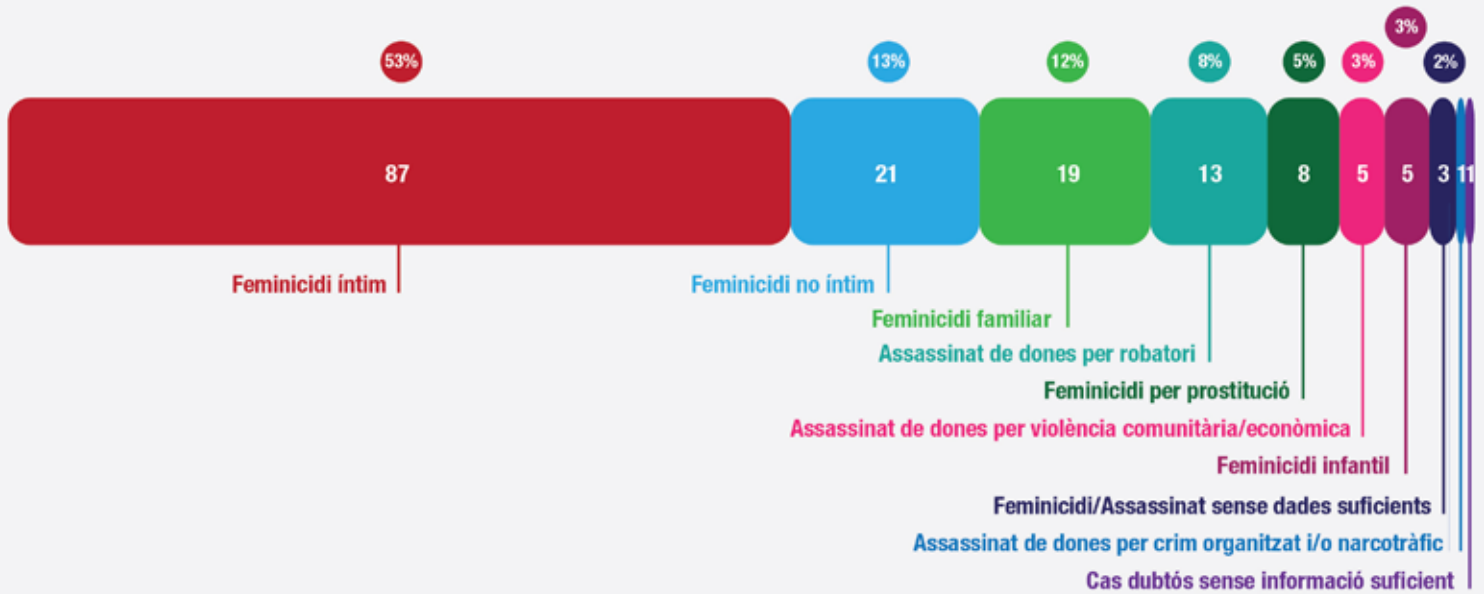 3%
53%
13%
12%
8%
5%
3%
2%
87
21
19
13
8
5
5
3
1
1
Feminicidi íntim
Feminicidi no íntim
Feminicidi familiar
Assassinat de dones per robatori
Feminicidi per prostitució
Assassinat de dones per violència comunitària/econòmica
Feminicidi infantil
Feminicidi/Assassinat sense dades suficients
Assassinat de dones per crim organitzat i/o narcotràfic
Cas dubtós sense informació suficient